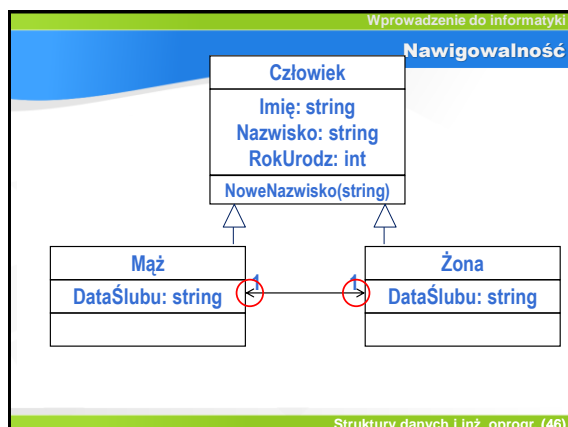 Wprowadzenie do informatyki
Nawigowalność
Człowiek
Imię: string
Nazwisko: string
RokUrodz: int
NoweNazwisko(string)
Mąż
DataŚlubu: string
1
1
Żona
DataŚlubu: string
Struktury danych i inż. oprogr. (46)